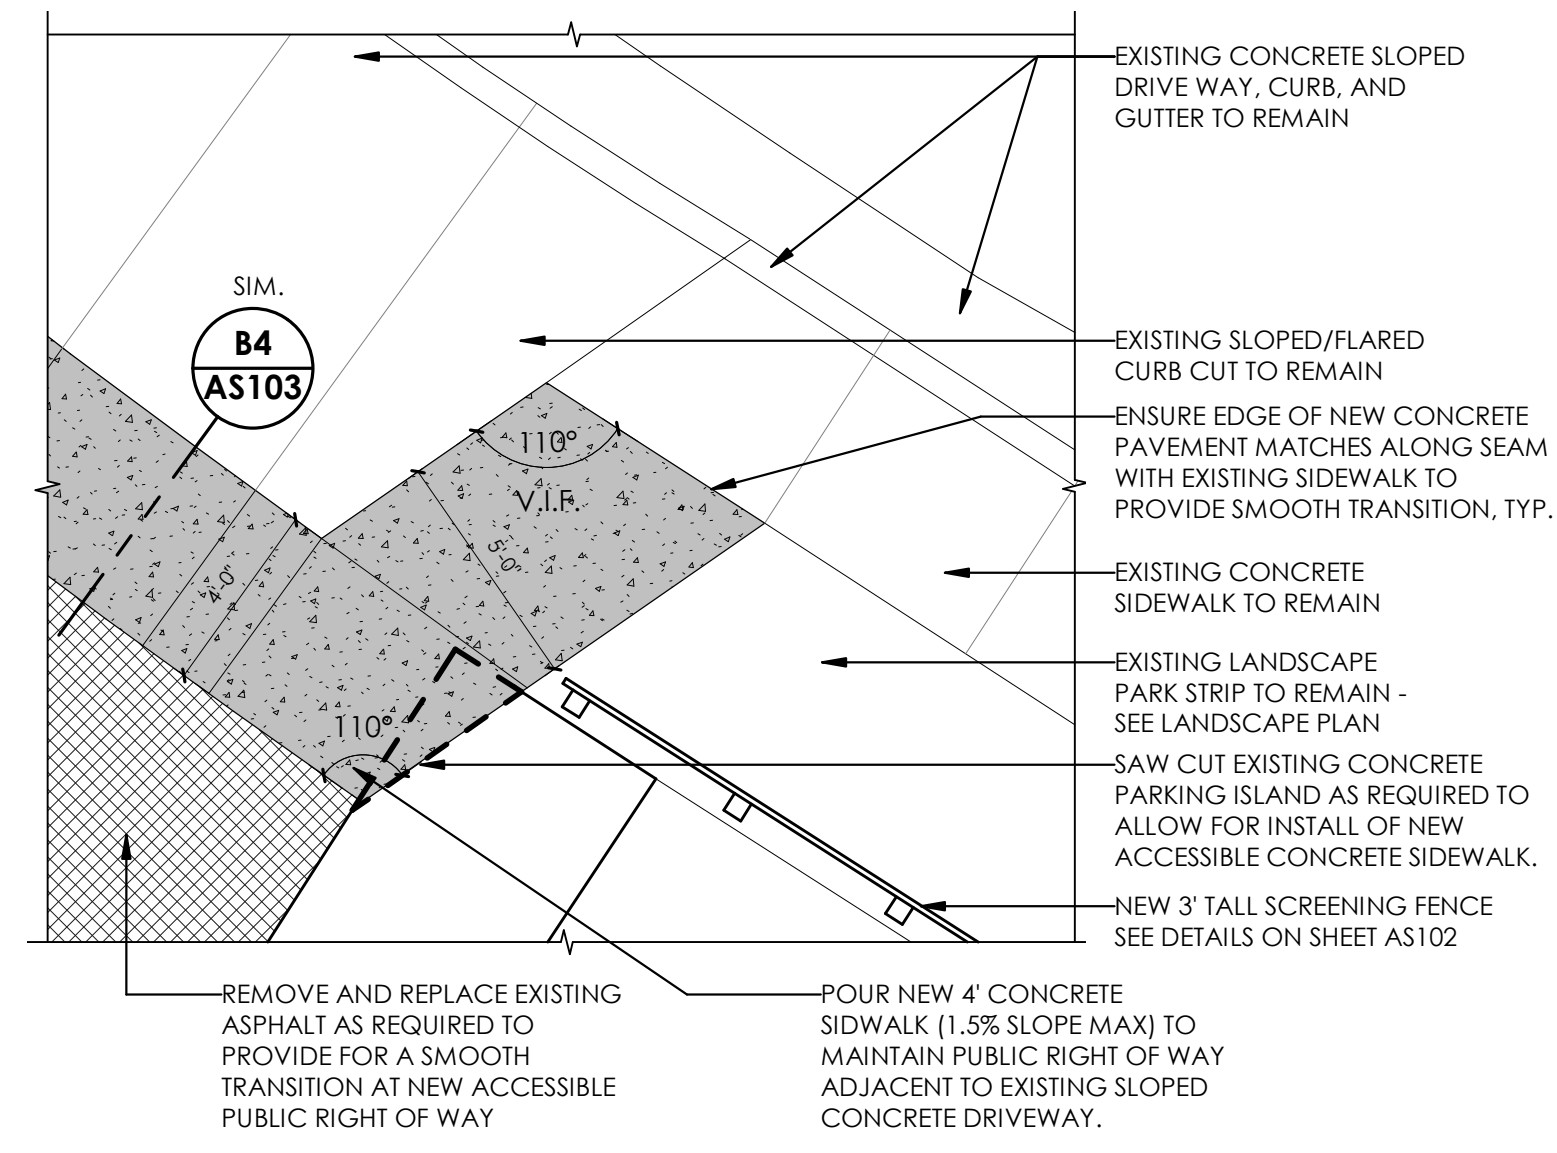 EXISTING CONCRETE SLOPED
DRIVE WAY, CURB, AND
GUTTER TO REMAIN
SIM.
B4
AS103
EXISTING SLOPED/FLARED
CURB CUT TO REMAIN
ENSURE EDGE OF NEW CONCRETE
PAVEMENT MATCHES ALONG SEAM
WITH EXISTING SIDEWALK TO
PROVIDE SMOOTH TRANSITION, TYP.
110°
V.I.F.
5'-0"
4'-0"
110°
EXISTING CONCRETE
SIDEWALK TO REMAIN
EXISTING LANDSCAPE
PARK STRIP TO REMAIN -
SEE LANDSCAPE PLAN
SAW CUT EXISTING CONCRETE
PARKING ISLAND AS REQUIRED TO
ALLOW FOR INSTALL OF NEW
ACCESSIBLE CONCRETE SIDEWALK.
NEW 3' TALL SCREENING FENCE
SEE DETAILS ON SHEET AS102
REMOVE AND REPLACE EXISTING
ASPHALT AS REQUIRED TO
PROVIDE FOR A SMOOTH
TRANSITION AT NEW ACCESSIBLE
PUBLIC RIGHT OF WAY
POUR NEW 4' CONCRETE
SIDWALK (1.5% SLOPE MAX) TO
MAINTAIN PUBLIC RIGHT OF WAY
ADJACENT TO EXISTING SLOPED
CONCRETE DRIVEWAY.